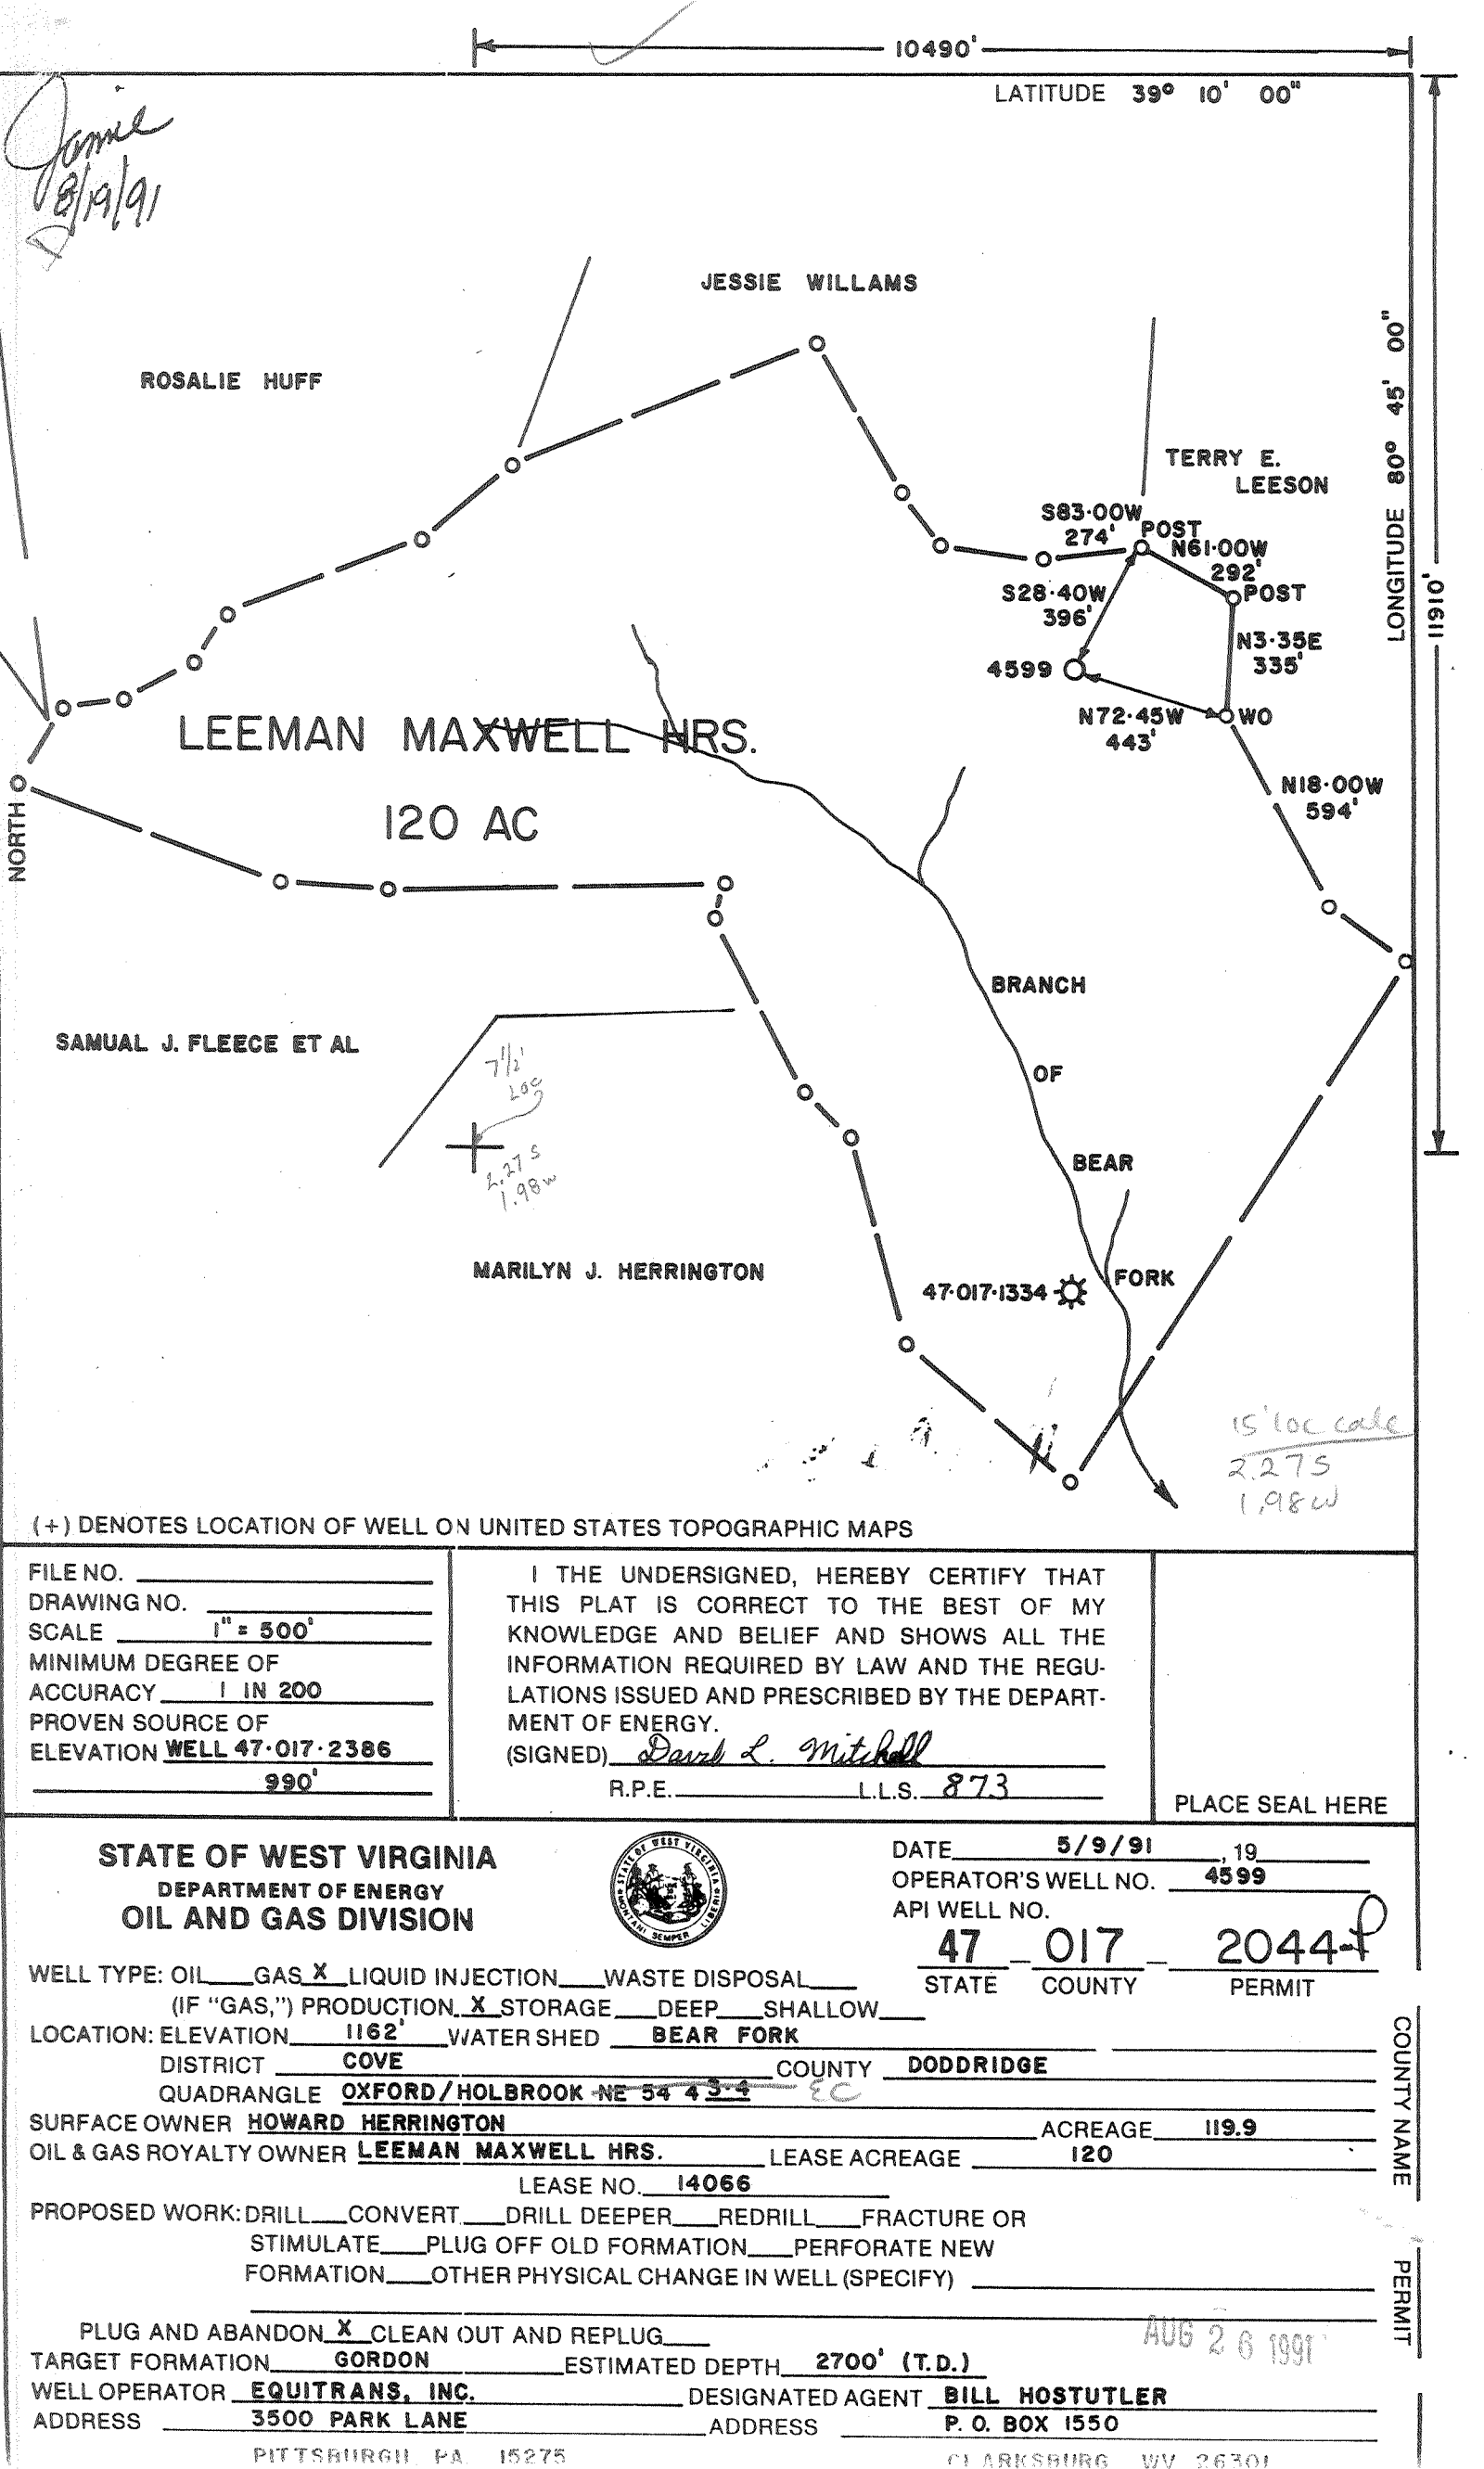 10490'
LATITUDE 39° 10' 00"
Jamie
8/19/91
JESSIE WILLAMS
ROSALIE HUFF
LONGITUDE 80° 45' 00"
11910'
TERRY E.
LEESON
S83·00W
274'
POST
N61·00W
292'
POST
S28·40W
396'
N3·35E
335'
4599
N72·45W
443'
WO
LEEMAN MAXWELL HRS.
N18·00W
594'
120 AC
NORTH
BRANCH
SAMUAL J. FLEECE ET AL
7 1/2'
LOC
OF
2.27 S
1.98 W
BEAR
MARILYN J. HERRINGTON
47·017·1334
FORK
15' loc calc
2.27 S
1.98 W
(+) DENOTES LOCATION OF WELL ON UNITED STATES TOPOGRAPHIC MAPS
FILE NO.
DRAWING NO.
SCALE 1" = 500'
MINIMUM DEGREE OF
ACCURACY 1 IN 200
PROVEN SOURCE OF
ELEVATION WELL 47·017·2386
990'
I THE UNDERSIGNED, HEREBY CERTIFY THAT
THIS PLAT IS CORRECT TO THE BEST OF MY
KNOWLEDGE AND BELIEF AND SHOWS ALL THE
INFORMATION REQUIRED BY LAW AND THE REGU-
LATIONS ISSUED AND PRESCRIBED BY THE DEPART-
MENT OF ENERGY.
(SIGNED) David L. Mitchell
R.P.E. L.L.S. 873
PLACE SEAL HERE
STATE OF WEST VIRGINIA
DEPARTMENT OF ENERGY
OIL AND GAS DIVISION
STATE OF WEST VIRGINIA
MONTANI SEMPER LIBERI
DATE 5/9/91, 19
OPERATOR'S WELL NO. 4599
API WELL NO.
47 - 017 - 2044-P
STATE COUNTY PERMIT
WELL TYPE: OIL GAS X LIQUID INJECTION WASTE DISPOSAL
(IF "GAS,") PRODUCTION X STORAGE DEEP SHALLOW
LOCATION: ELEVATION 1162' WATER SHED BEAR FORK
DISTRICT COVE COUNTY DODDRIDGE
QUADRANGLE OXFORD/HOLBROOK NE 54 4 3-4 EC
SURFACE OWNER HOWARD HERRINGTON ACREAGE 119.9
OIL & GAS ROYALTY OWNER LEEMAN MAXWELL HRS. LEASE ACREAGE 120
LEASE NO. 14066
PROPOSED WORK: DRILL CONVERT DRILL DEEPER REDRILL FRACTURE OR
STIMULATE PLUG OFF OLD FORMATION PERFORATE NEW
FORMATION OTHER PHYSICAL CHANGE IN WELL (SPECIFY)
PLUG AND ABANDON X CLEAN OUT AND REPLUG
AUG 26 1991
TARGET FORMATION GORDON ESTIMATED DEPTH 2700' (T.D.)
WELL OPERATOR EQUITRANS, INC. DESIGNATED AGENT BILL HOSTUTLER
ADDRESS 3500 PARK LANE ADDRESS P. O. BOX 1550
PITTSBURGH PA 15275 CLARKSBURG WV 26301
COUNTY NAME
PERMIT